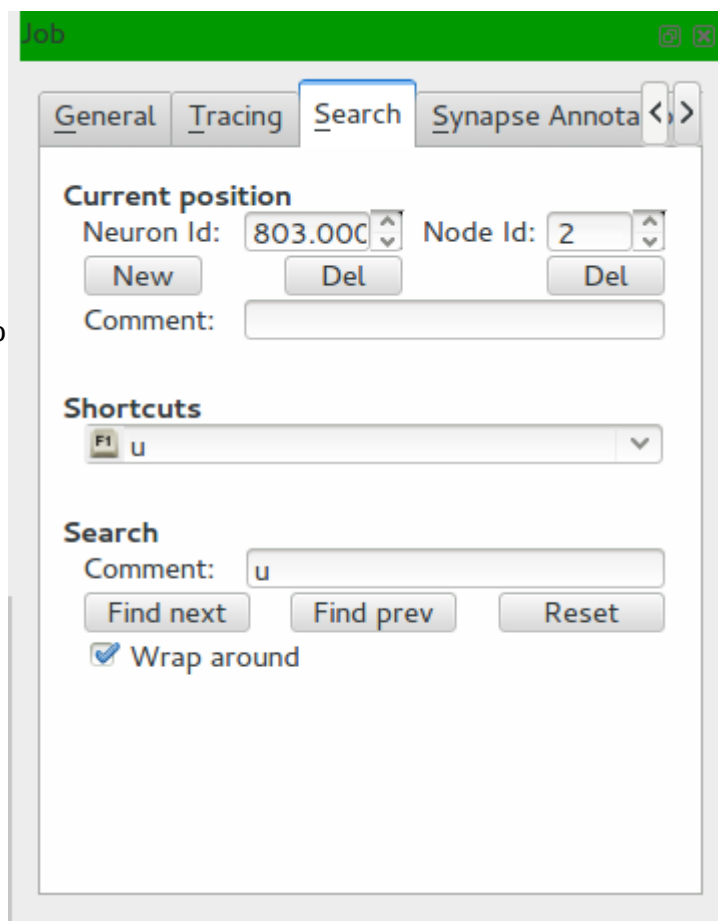 Job
General Tracing Search Synapse Annota
Current position
Neuron Id: 803.000 Node Id: 2
New Del Del
Comment:
Shortcuts
F1 u
Search
Comment: u
Find next Find prev Reset
Wrap around